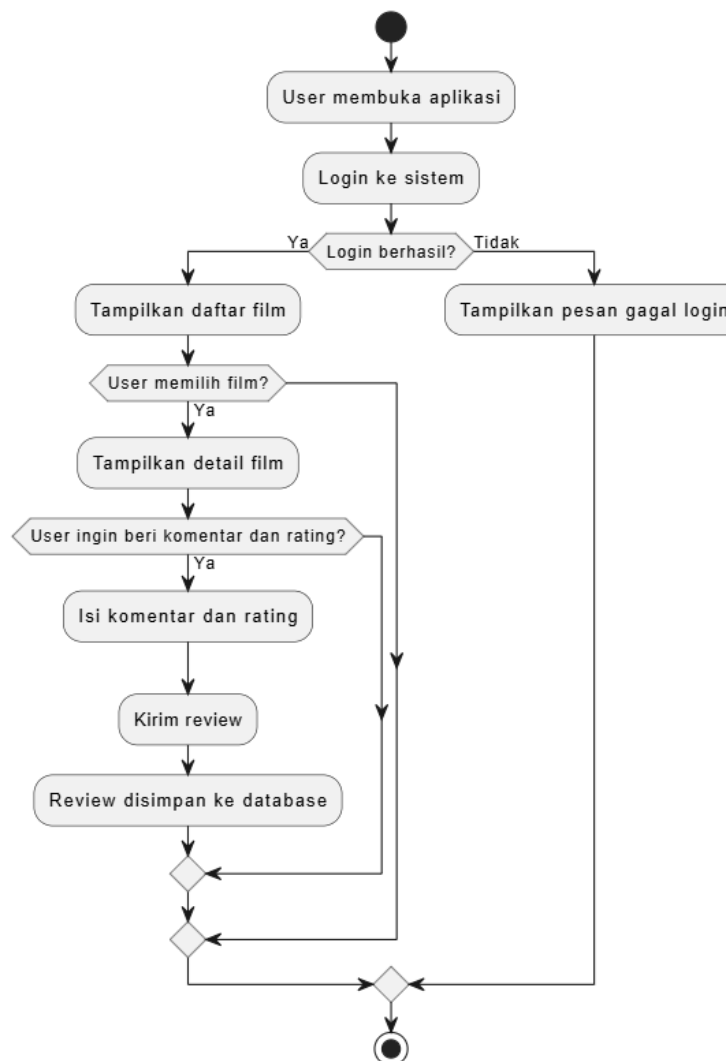 User membuka aplikasi
Login ke sistem
Ya
Login berhasil?
Tidak
Tampilkan daftar film
Tampilkan pesan gagal login
User memilih film?
Ya
Tampilkan detail film
User ingin beri komentar dan rating?
Ya
Isi komentar dan rating
Kirim review
Review disimpan ke database